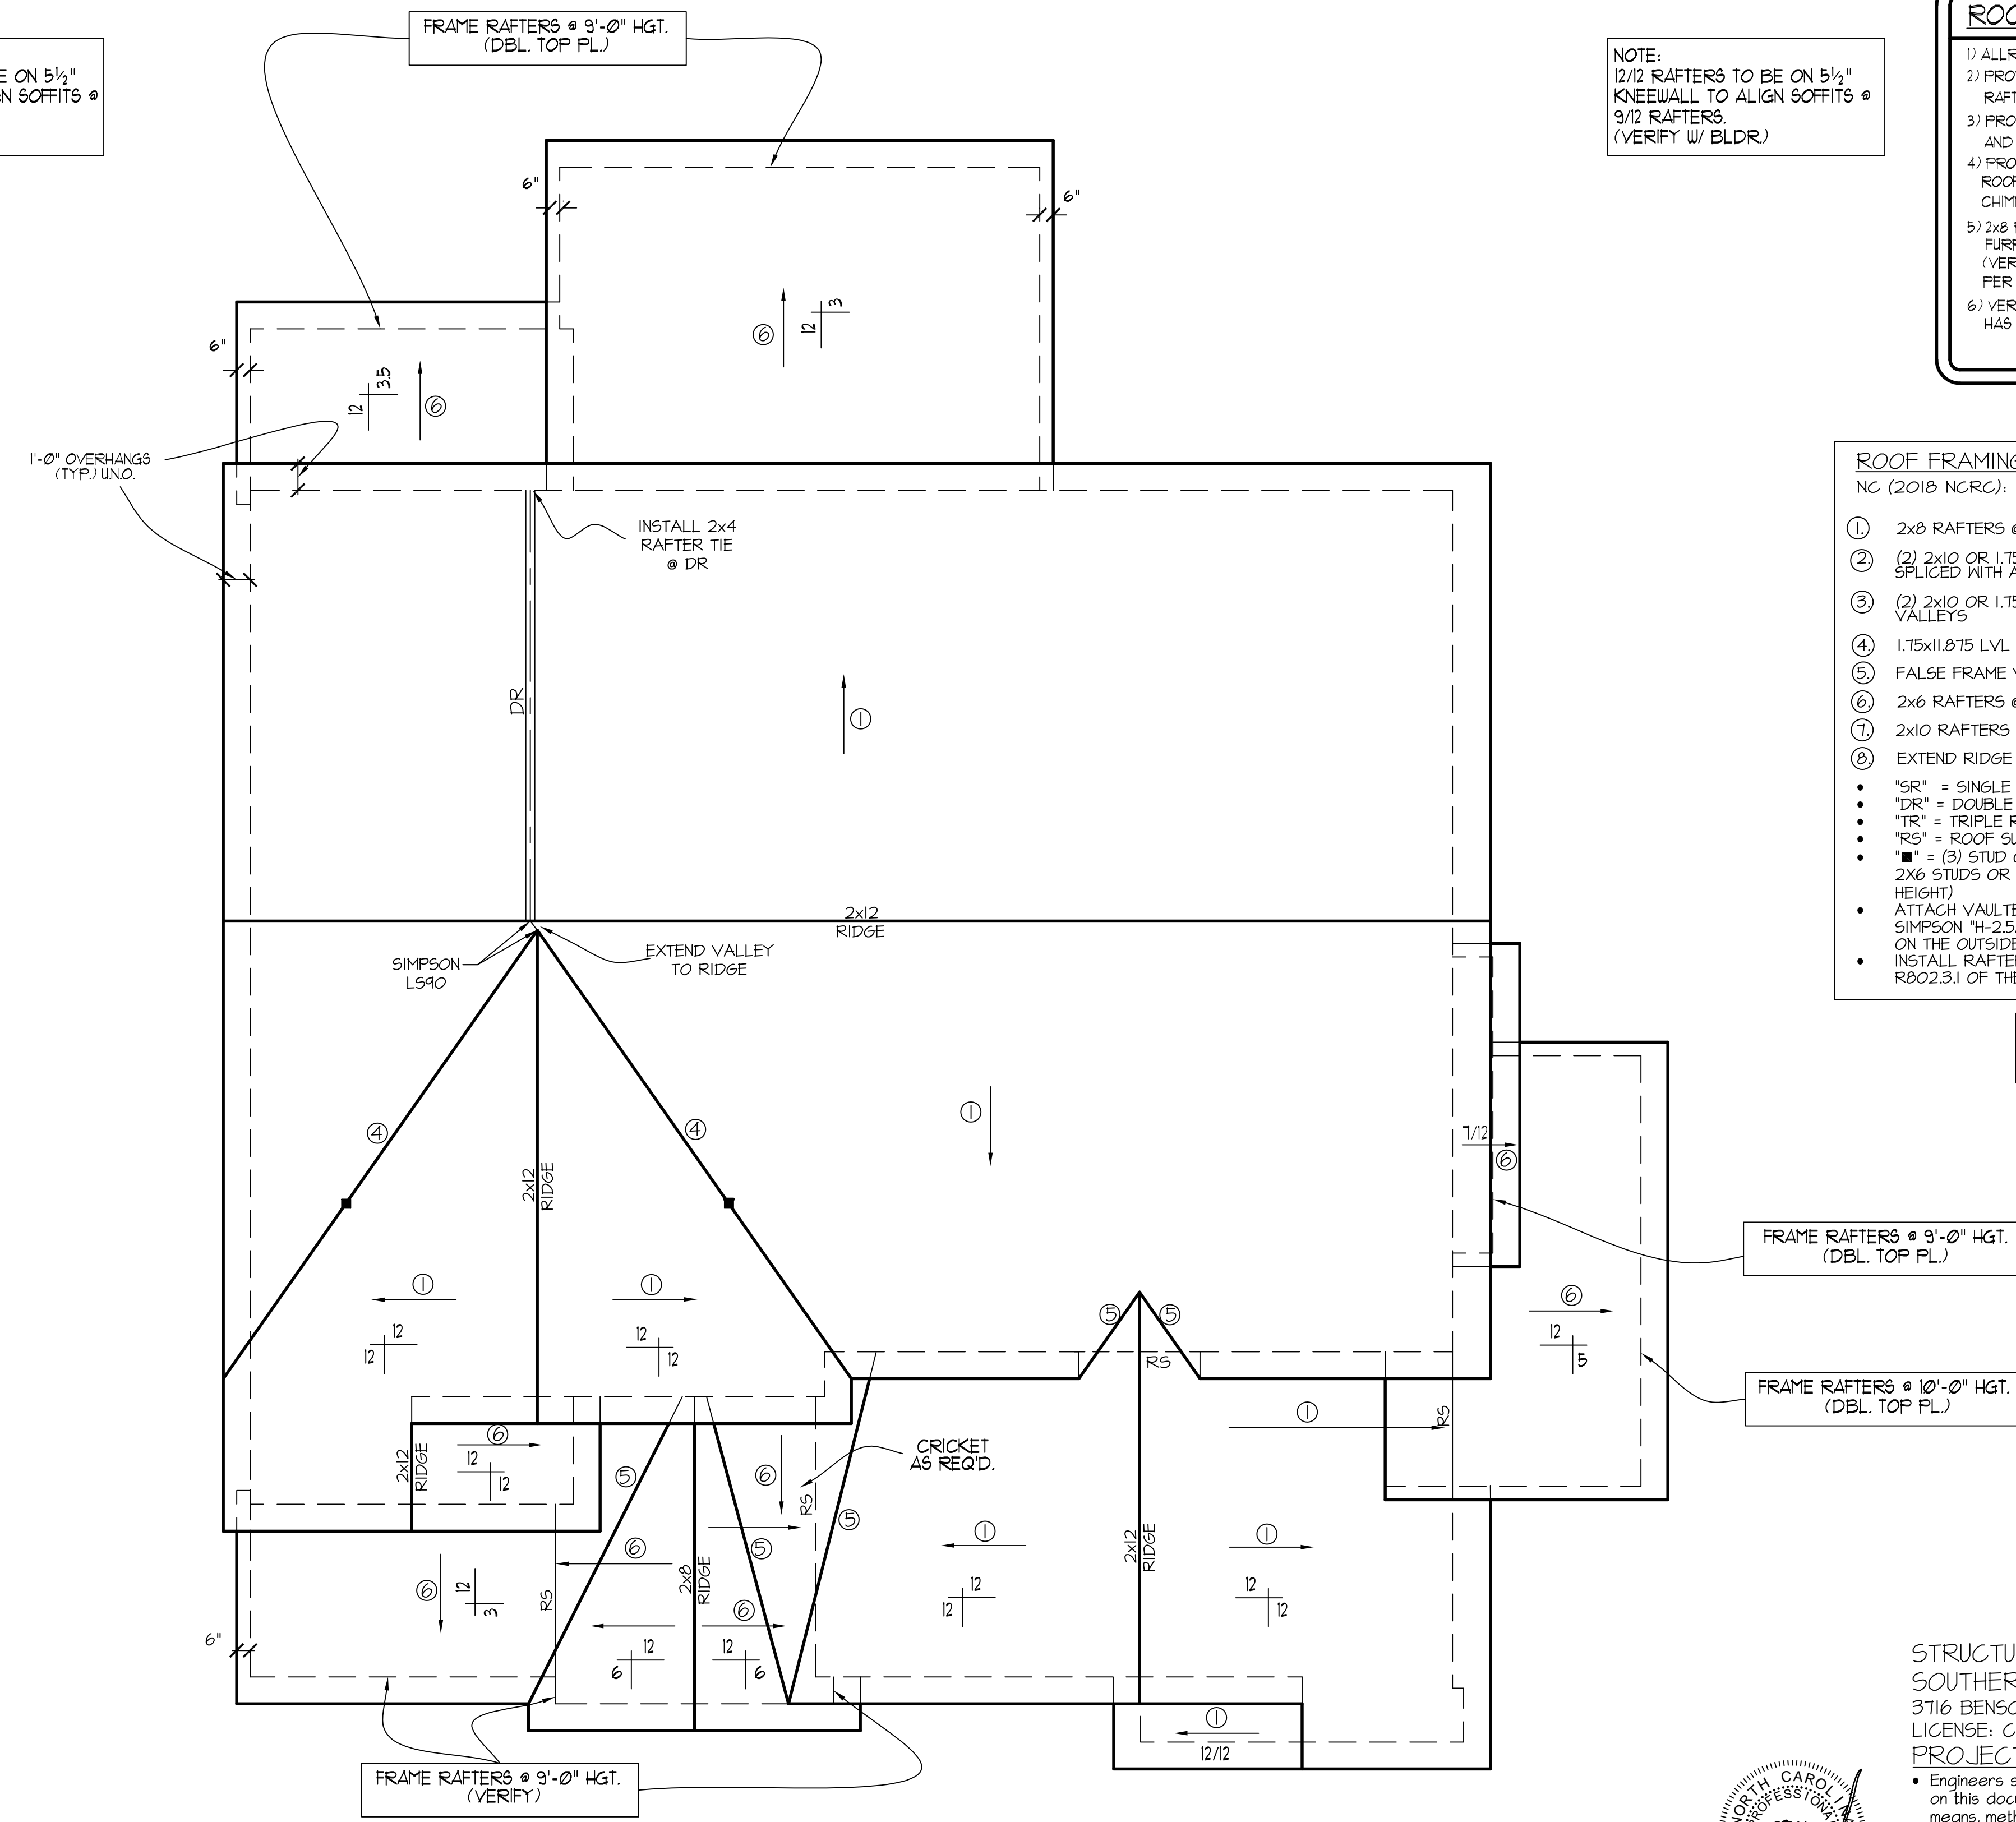 E ON 5½"
N SOFFITS @
FRAME RAFTERS @ 9'-0" HGT.
(DBL. TOP PL.)
NOTE:
12/12 RAFTERS TO BE ON 5½"
KNEEWALL TO ALIGN SOFFITS @
9/12 RAFTERS.
(VERIFY W/ BLDR.)
1) ALLR
2) PRO
RAFT
3) PRO
AND
4) PRO
ROOF
CHIM
5) 2x8
FURR
(VER
PER
6) VER
HAS
6"
6"
6"
12
3
⑥
12
3.5
⑥
1'-0" OVERHANGS
(TYP.) U.N.O.
INSTALL 2x4
RAFTER TIE
@ DR
DR
①
2x12
RIDGE
SIMPSON
LS90
EXTEND VALLEY
TO RIDGE
ROOF FRAMING
NC (2018 NCRC):
①. 2x8 RAFTERS @
②. (2) 2x10 OR 1.75
SPLICED WITH A
③. (2) 2x10 OR 1.75
VALLEYS
④. 1.75x11.875 LVL
⑤. FALSE FRAME V
⑥. 2x6 RAFTERS @
⑦. 2x10 RAFTERS
⑧. EXTEND RIDGE
• "SR" = SINGLE
• "DR" = DOUBLE
• "TR" = TRIPLE R
• "RS" = ROOF SU
• "■" = (3) STUD
2X6 STUDS OR
HEIGHT)
• ATTACH VAULTE
SIMPSON "H-2.5
ON THE OUTSIDE
• INSTALL RAFTE
R802.3.1 OF THE
④
④
①
2x12
RIDGE
7/12
⑥
FRAME RAFTERS @ 9'-0" HGT.
(DBL. TOP PL.)
①
①
12
12
12
12
⑤
⑤
RS
⑥
12
5
FRAME RAFTERS @ 10'-0" HGT.
(DBL. TOP PL.)
①
RS
2x12
RIDGE
⑥
12
12
⑤
⑥
RS
CRICKET
AS REQ'D.
⑤
⑥
12
3
RS
⑥
2x8
RIDGE
⑤
⑥
①
2x12
RIDGE
①
12
12
12
12
6"
12
6
12
6
①
12/12
FRAME RAFTERS @ 9'-0" HGT.
(VERIFY)
STRUCTU
SOUTHER
3716 BENSO
LICENSE: C
PROJECT
• Engineers s
on this docu
means, meth
NORTH CAROLIN
PROFESSIONA